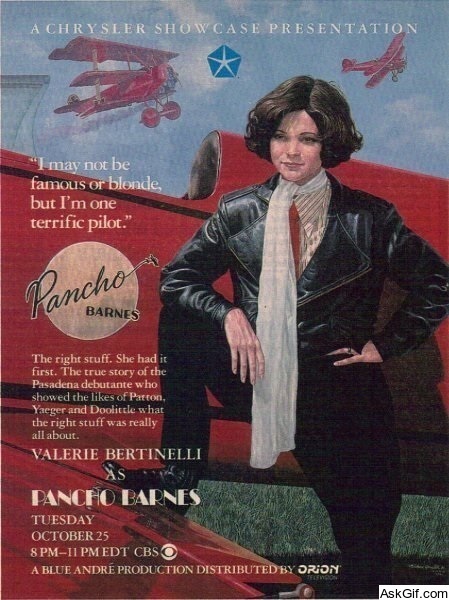 A CHRYSLER SHOWCASE PRESENTATION
"I may not be
famous or blonde,
but I'm one
terrific pilot."
Pancho
BARNES
The right stuff. She had it
first. The true story of the
Pasadena debutante who
showed the likes of Patton,
Yaeger and Doolittle what
the right stuff was really
all about.
VALERIE BERTINELLI
AS
PANCHO BARNES
TUESDAY
OCTOBER 25
8 PM–11 PM EDT CBS
A BLUE ANDRÉ PRODUCTION DISTRIBUTED BY ORION
TELEVISION
AskGif.com